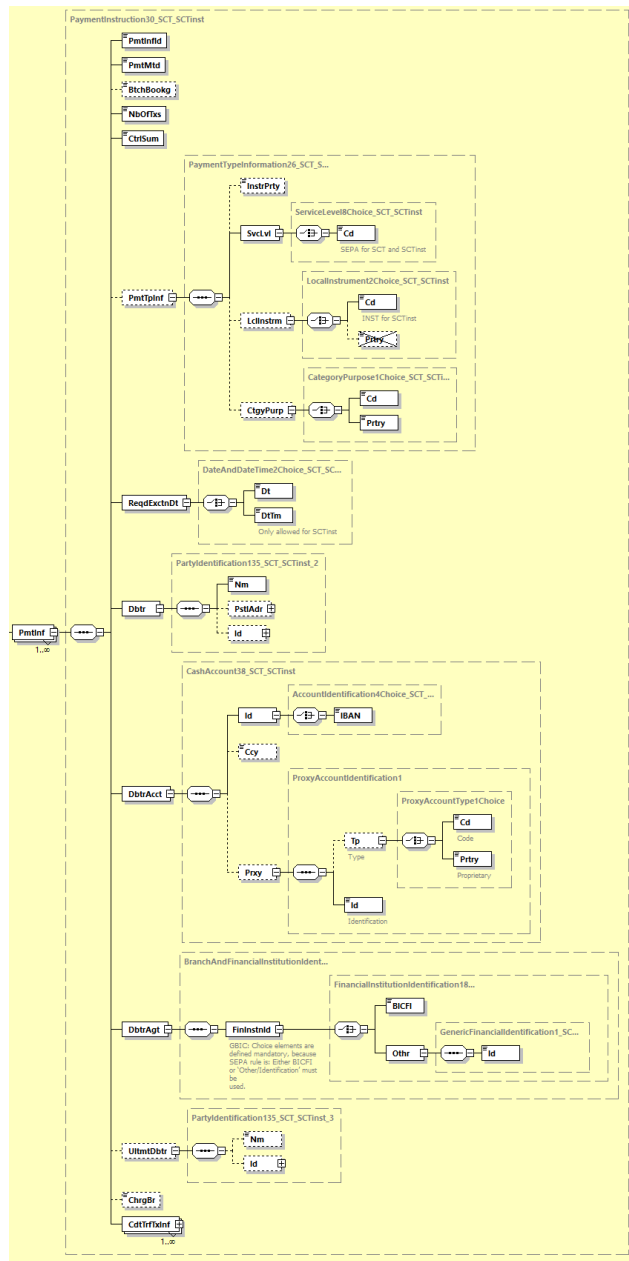 PaymentInstruction30_SCT_SCTinst
PmtInfId
PmtMtd
BtchBookg
NbOfTxs
CtrlSum
PaymentTypeInformation26_SCT_S...
InstrPrty
ServiceLevel8Choice_SCT_SCTinst
SvcLvl
Cd
SEPA for SCT and SCTinst
LocalInstrument2Choice_SCT_SCTinst
PmtTpInf
Cd
LclInstrm
INST for SCTinst
Prtry
CategoryPurpose1Choice_SCT_SCTi...
Cd
CtgyPurp
Prtry
DateAndDateTime2Choice_SCT_SC...
Dt
ReqdExctnDt
DtTm
Only allowed for SCTinst
PartyIdentification135_SCT_SCTinst_2
Nm
Dbtr
PstlAdr
Id
PmtInf
1..∞
CashAccount38_SCT_SCTinst
AccountIdentification4Choice_SCT_...
Id
IBAN
Ccy
ProxyAccountIdentification1
DbtrAcct
ProxyAccountType1Choice
Cd
Code
Tp
Type
Prtry
Proprietary
Prxy
Id
Identification
BranchAndFinancialInstitutionIdent...
FinancialInstitutionIdentification18...
BICFI
DbtrAgt
FinInstnId
GenericFinancialIdentification1_SC...
GBIC: Choice elements are
defined mandatory, because
SEPA rule is: Either BICFI
or 'Other/Identification' must
be
used.
Othr
Id
PartyIdentification135_SCT_SCTinst_3
Nm
UltmtDbtr
Id
ChrgBr
CdtTrfTxInf
1..∞